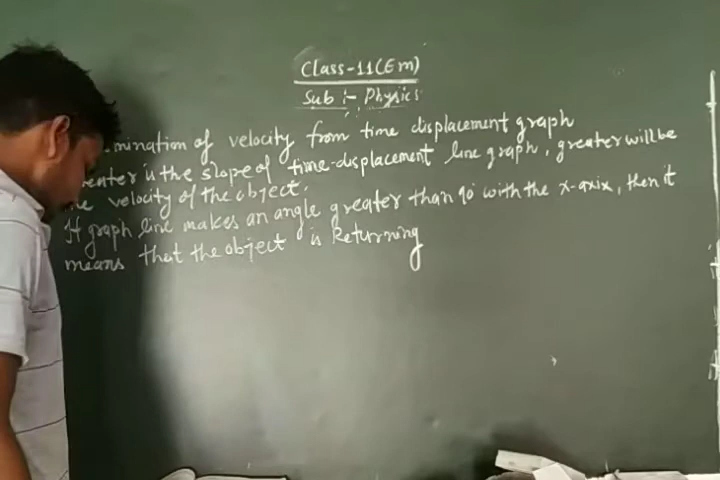 Class-11(Em)
Sub :- Physics
mination of velocity from time displacement graph
reater is the slope of time-displacement line graph, greater will be
e velocity of the object.
If graph line makes an angle greater than 90° with the x-axix, then it
means that the object is Returning